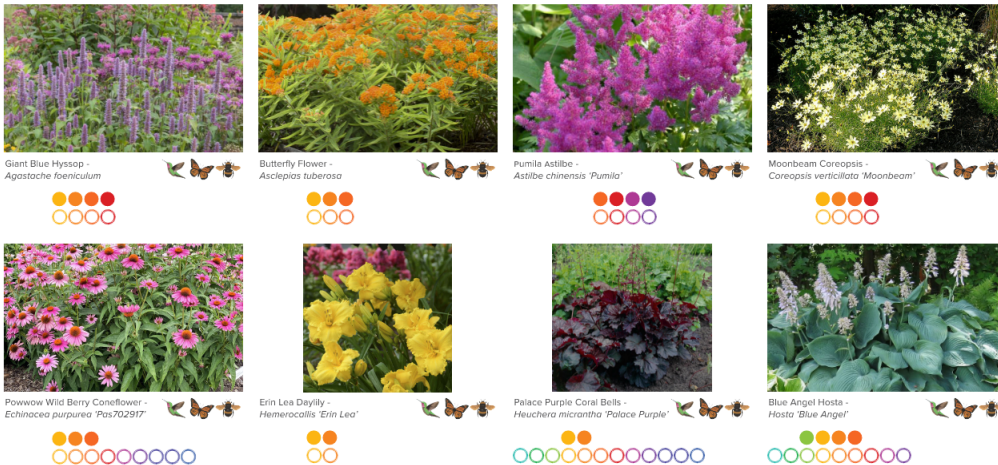 Giant Blue Hyssop -
Agastache foeniculum
Butterfly Flower -
Asclepias tuberosa
Pumila Astilbe -
Astilbe chinensis ‘Pumila’
Moonbeam Coreopsis -
Coreopsis verticillata ‘Moonbeam’
Powwow Wild Berry Coneflower -
Echinacea purpurea ‘Pas702917’
Erin Lea Daylily -
Hemerocallis ‘Erin Lea’
Palace Purple Coral Bells -
Heuchera micrantha ‘Palace Purple’
Blue Angel Hosta -
Hosta ‘Blue Angel’